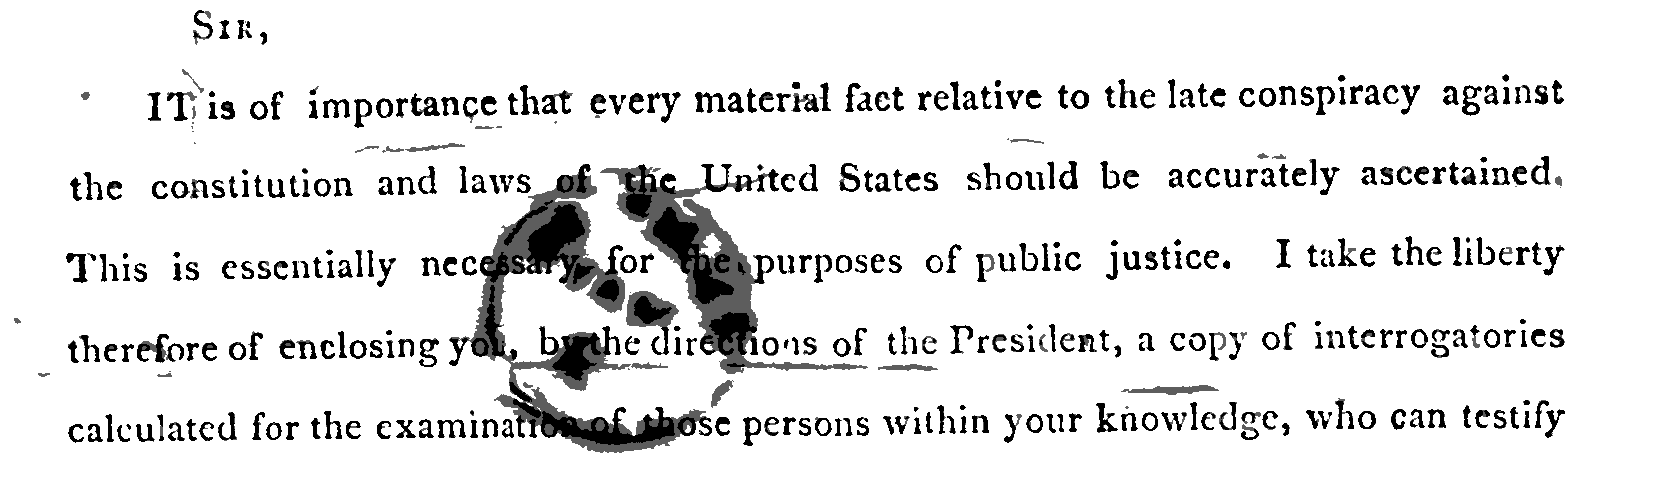 SIR,
IT is of importance that every material fact relative to the late conspiracy against
the constitution and laws of the United States should be accurately ascertained.
This is essentially necessary for the purposes of public justice. I take the liberty
therefore of enclosing you, by the directions of the President, a copy of interrogatories
calculated for the examination of those persons within your knowledge, who can testify